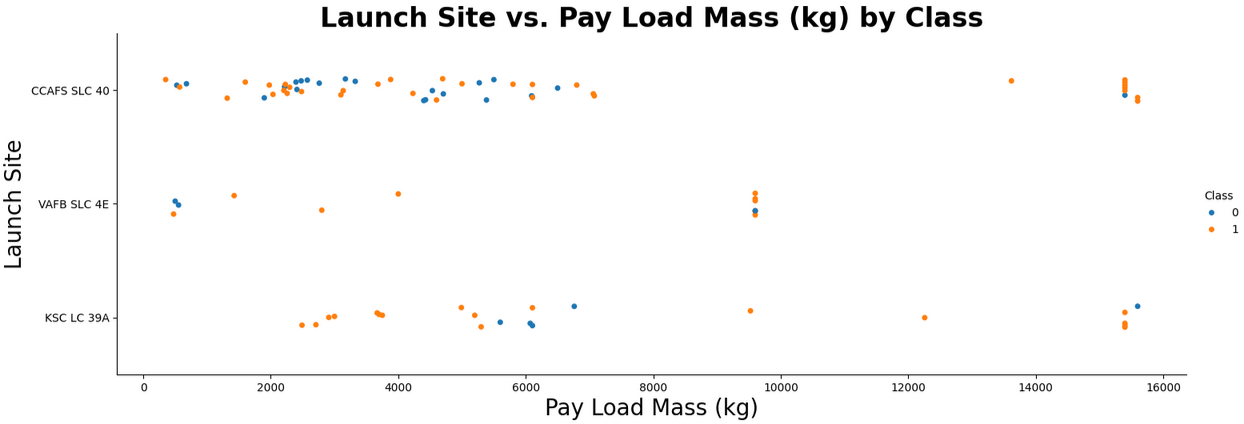 Launch Site vs. Pay Load Mass (kg) by Class
Launch Site
CCAFS SLC 40
VAFB SLC 4E
KSC LC 39A
Class
0
1
0
2000
4000
6000
8000
10000
12000
14000
16000
Pay Load Mass (kg)